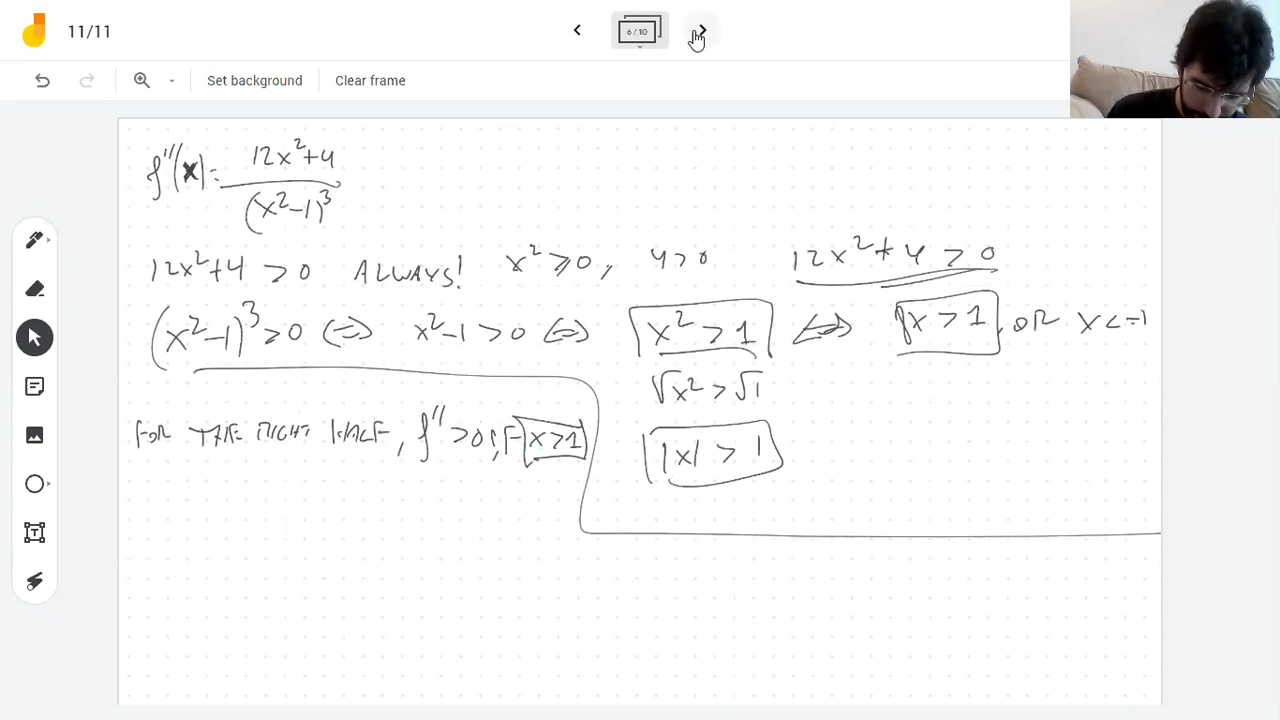 11/11
6 / 10
Set background
Clear frame
f''(x) = 12x²+4 / (x²-1)³
12x²+4 > 0 ALWAYS! x² ⩾ 0, 4 > 0 12x²+4 > 0
(x²-1)³ > 0 ⇔ x²-1 > 0 ⇔ x² > 1 ⇔ x > 1, OR x < -1
√x² > √1
FOR THE RIGHT HALF, f'' > 0 IF x > 1
|x| > 1